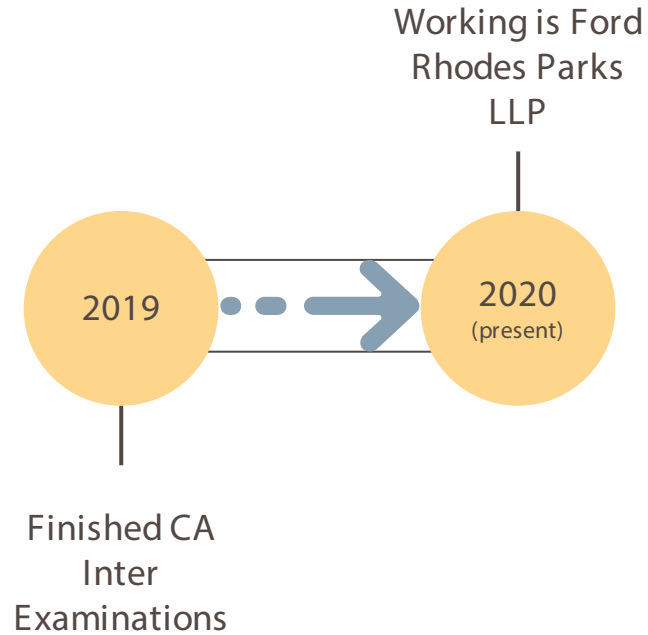 Working is Ford
Rhodes Parks
LLP
2019
2020
(present)
Finished CA
Inter
Examinations